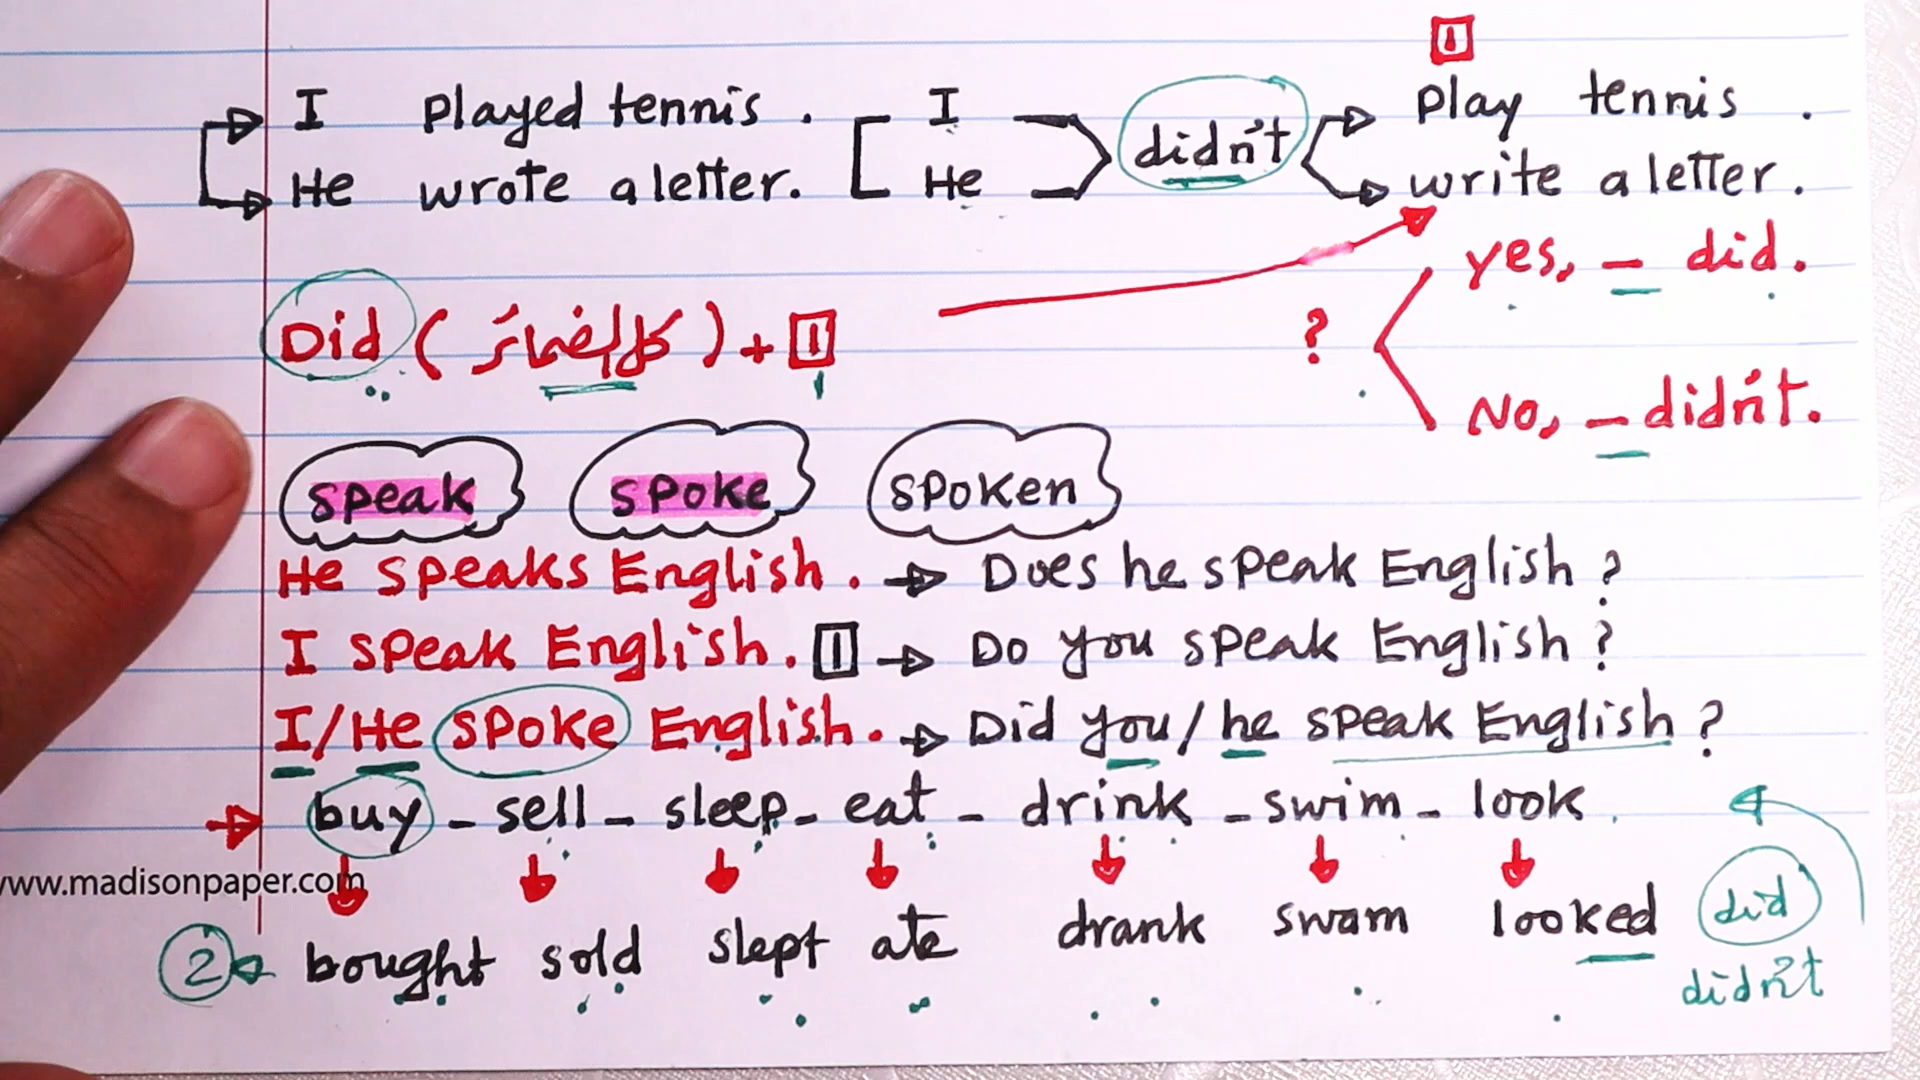 1
I played tennis . I didn't play tennis .
He wrote a letter. He write a letter.
yes, _ did.
Did ( كل الضمائر ) + 1 ?
No, _ didn't.
speak spoke spoken
He speaks English. Does he speak English ?
I speak English. 1 Do you speak English ?
I/He spoke English. Did you/he speak English ?
buy - sell - sleep - eat - drink - swim - look
www.madisonpaper.com
2 bought sold slept ate drank swam looked did
didn't